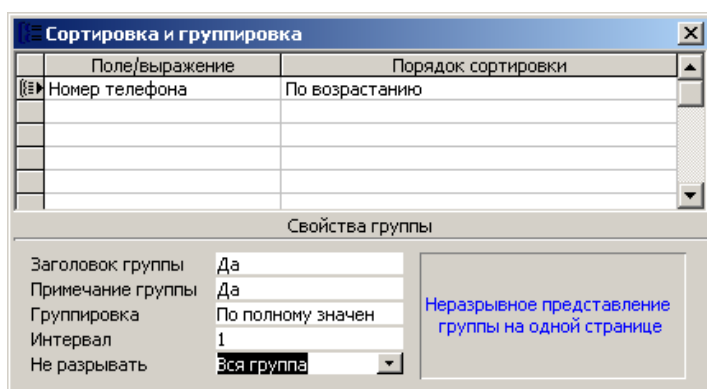 Сортировка и группировка
Поле/выражение Порядок сортировки
Номер телефона По возрастанию
Свойства группы
Заголовок группы Да
Примечание группы Да
Группировка По полному значен
Интервал 1
Не разрывать Вся группа
Неразрывное представление
группы на одной странице